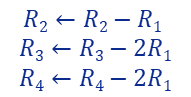 R₂ ← R₂ − R₁
R₃ ← R₃ − 2R₁
R₄ ← R₄ − 2R₁